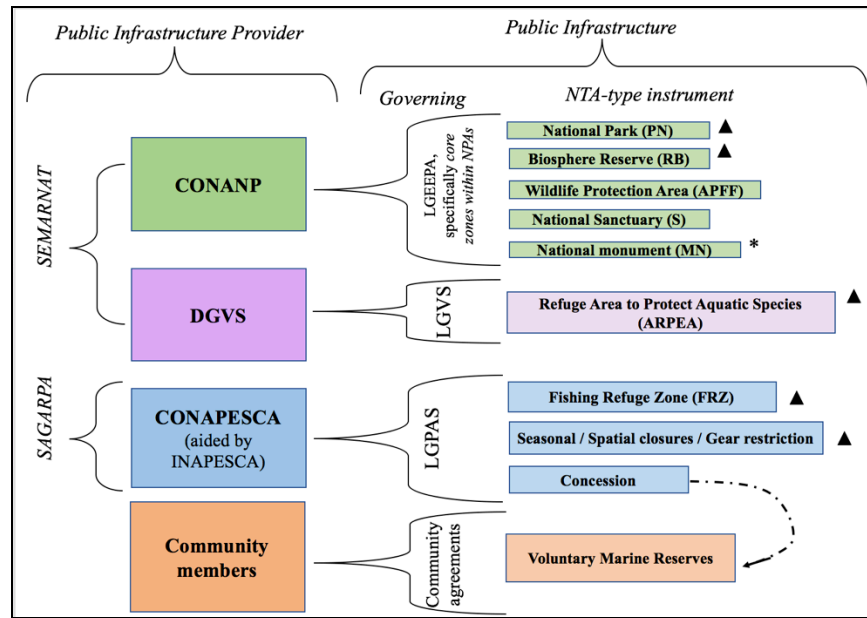 Public Infrastructure Provider
Public Infrastructure
Governing
NTA-type instrument
SEMARNAT
CONANP
LGEEPA,
specifically core
zones within NPAs
National Park (PN)
Biosphere Reserve (RB)
Wildlife Protection Area (APFF)
National Sanctuary (S)
National monument (MN)
*
DGVS
LGVS
Refuge Area to Protect Aquatic Species
(ARPEA)
SAGARPA
CONAPESCA
(aided by
INAPESCA)
LGPAS
Fishing Refuge Zone (FRZ)
Seasonal / Spatial closures / Gear restriction
Concession
Community
members
Community
agreements
Voluntary Marine Reserves